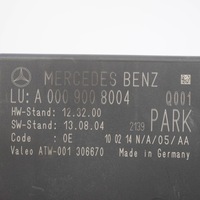 MERCEDES BENZ
LU: A 000 900 8004 Q001
HW-Stand: 12.32.00
SW-Stand: 13.08.04 2139 PARK
Code : 0E 10 02 14 N/A/05/AA
Valeo ATW-001 306670 Made in Germany